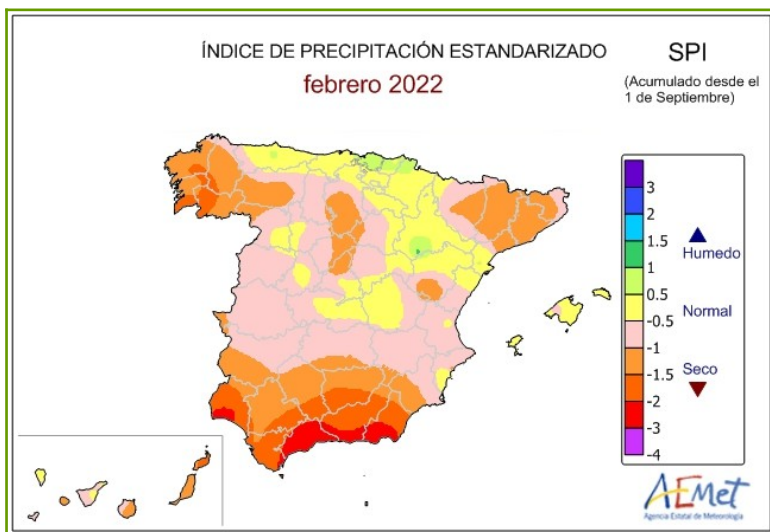 ÍNDICE DE PRECIPITACIÓN ESTANDARIZADO
febrero 2022
SPI
(Acumulado desde el
1 de Septiembre)
3
2
1.5
1
0.5
-0.5
-1
-1.5
-2
-3
-4
Humedo
Normal
Seco
AEMet
Agencia Estatal de Meteorología